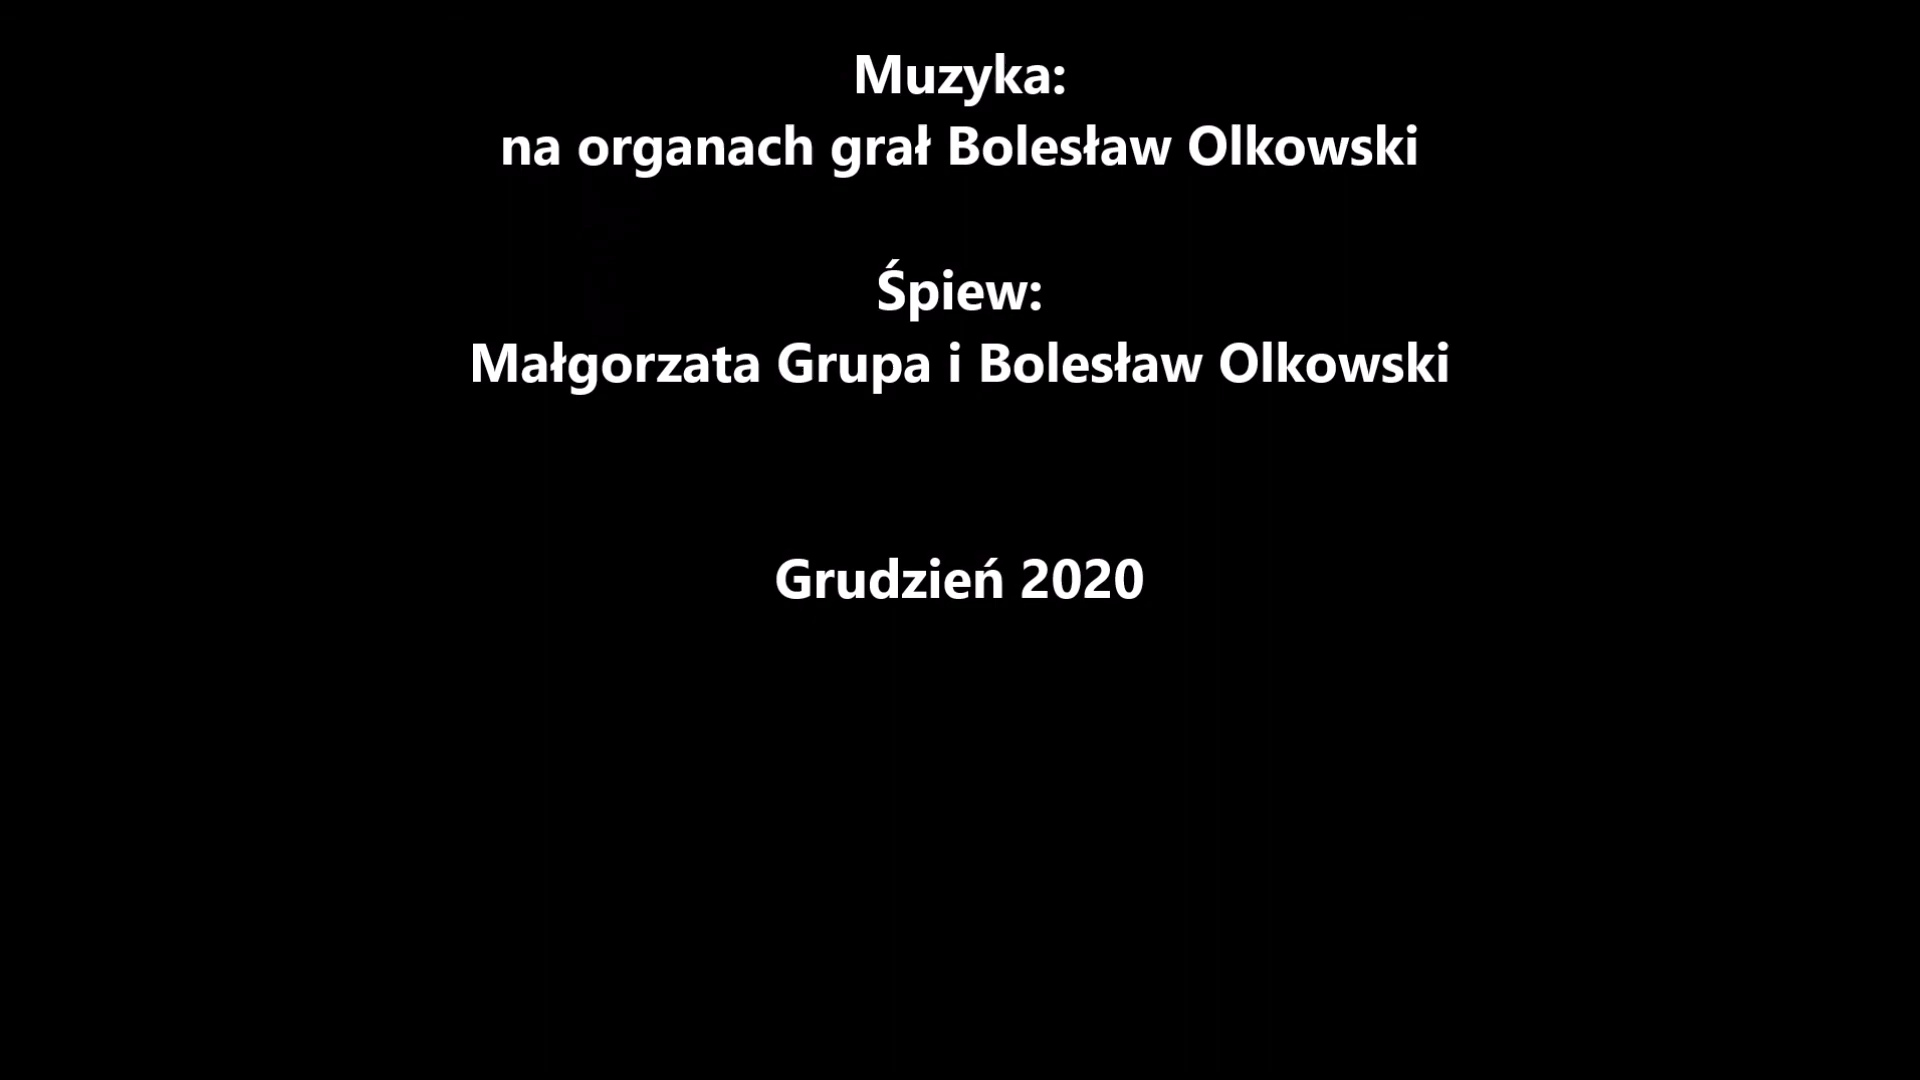 Muzyka:
na organach grał Bolesław Olkowski
Śpiew:
Małgorzata Grupa i Bolesław Olkowski
Grudzień 2020